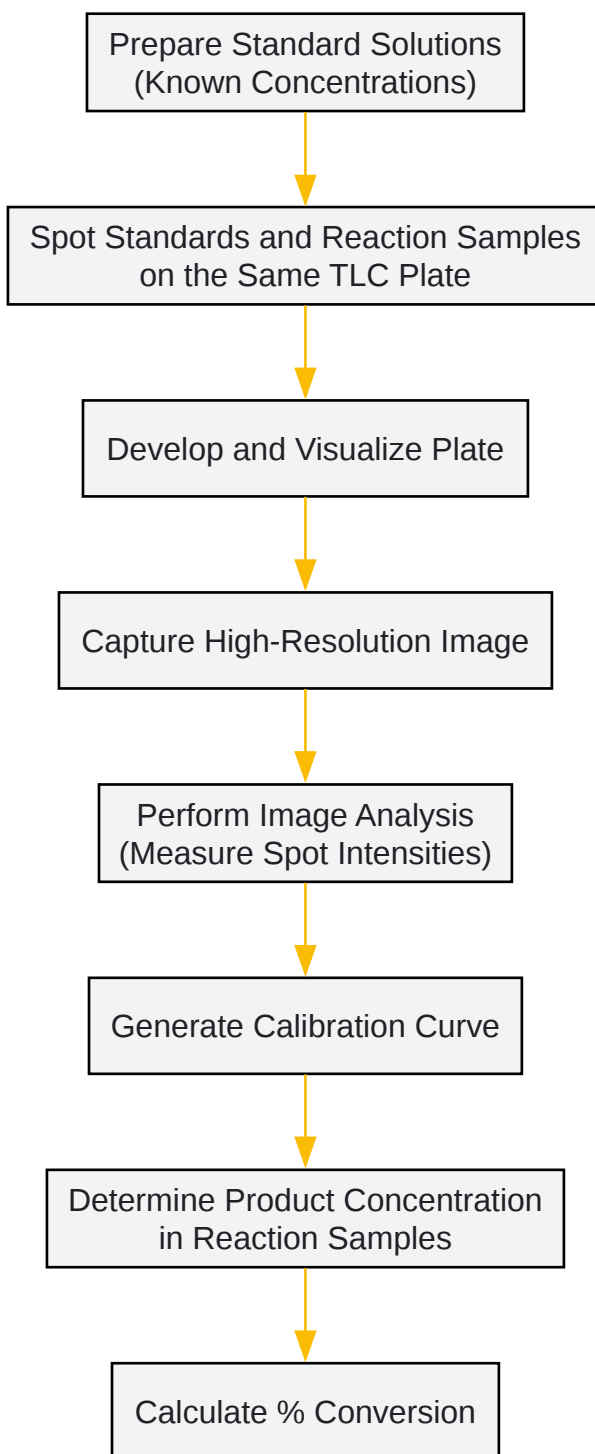 Prepare Standard Solutions
(Known Concentrations)
Spot Standards and Reaction Samples
on the Same TLC Plate
Develop and Visualize Plate
Capture High-Resolution Image
Perform Image Analysis
(Measure Spot Intensities)
Generate Calibration Curve
Determine Product Concentration
in Reaction Samples
Calculate % Conversion